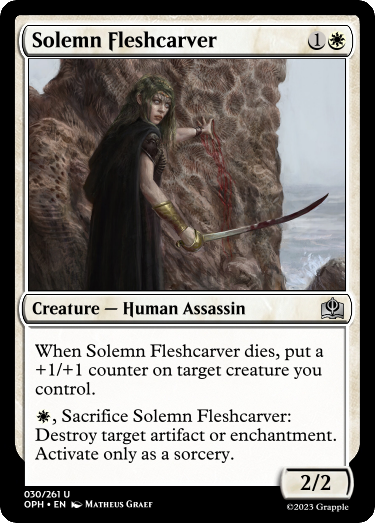 Solemn Fleshcarver 1
Creature — Human Assassin
When Solemn Fleshcarver dies, put a
+1/+1 counter on target creature you
control.
, Sacrifice Solemn Fleshcarver:
Destroy target artifact or enchantment.
Activate only as a sorcery.
2/2
030/261 U
OPH • EN Matheus Graef
©2023 Grapple